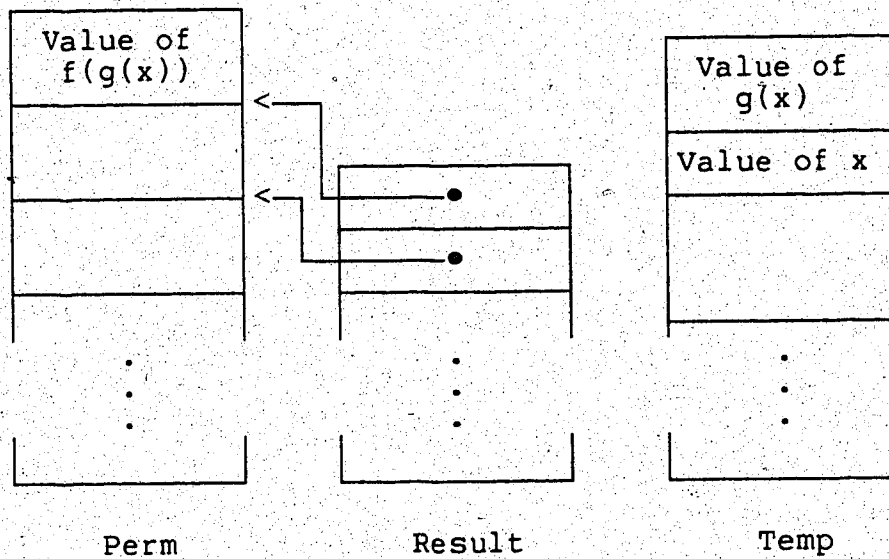 Value of
f(g(x))
Value of
g(x)
Value of x
Perm
Result
Temp